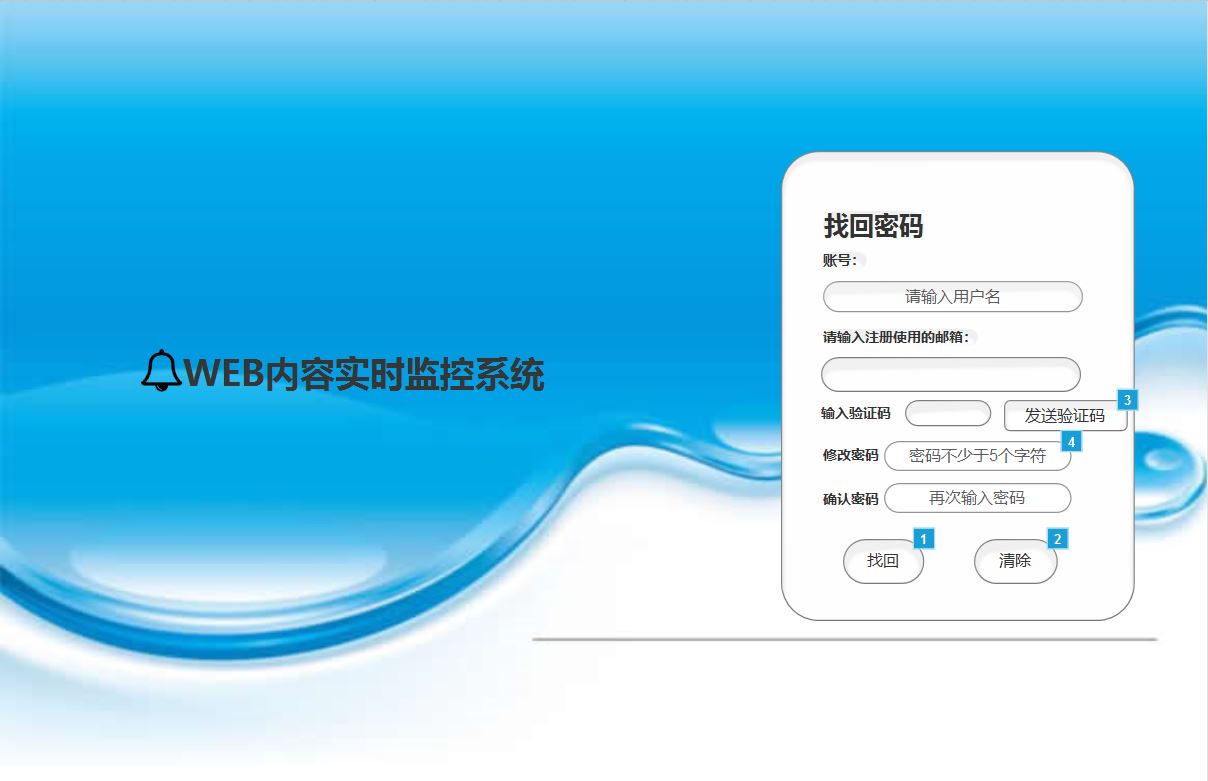 WEB内容实时监控系统
找回密码
账号：
请输入用户名
请输入注册使用的邮箱：
输入验证码 发送验证码 3
4
修改密码 密码不少于5个字符
确认密码 再次输入密码
1 2
找回 清除